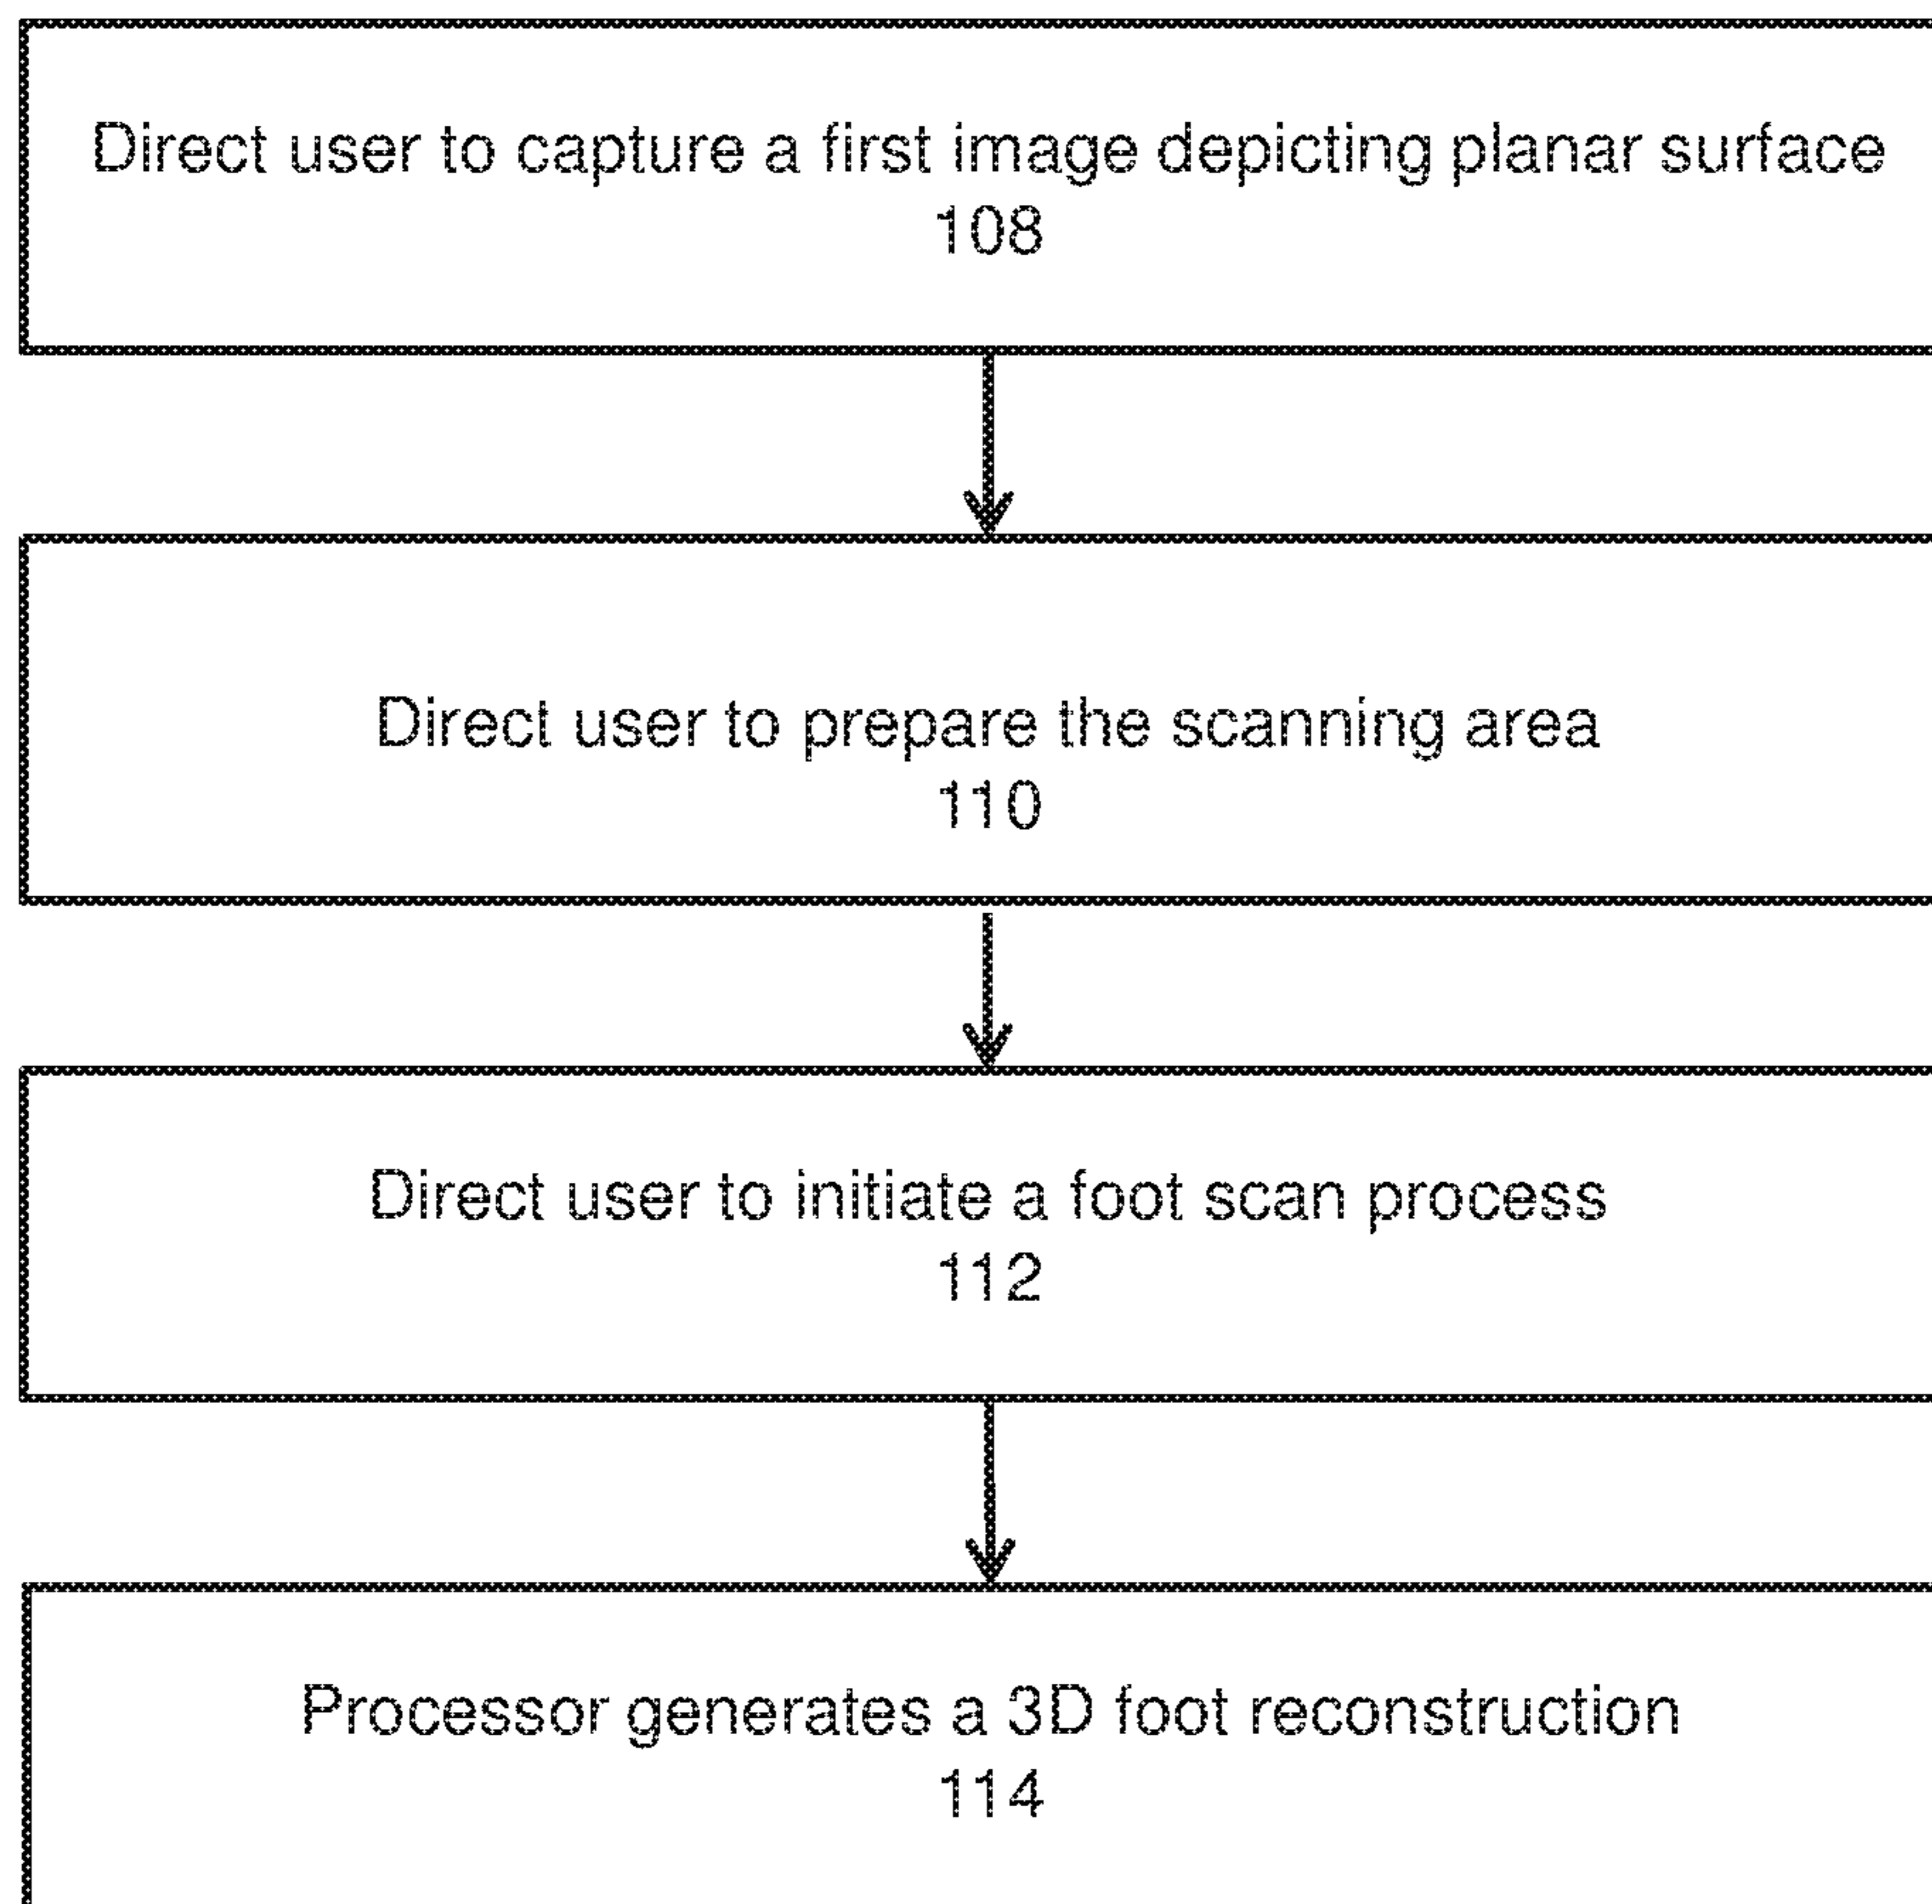 Direct user to capture a first image depicting planar surface
108
Direct user to prepare the scanning area
110
Direct user to initiate a foot scan process
112
Processor generates a 3D foot reconstruction
114